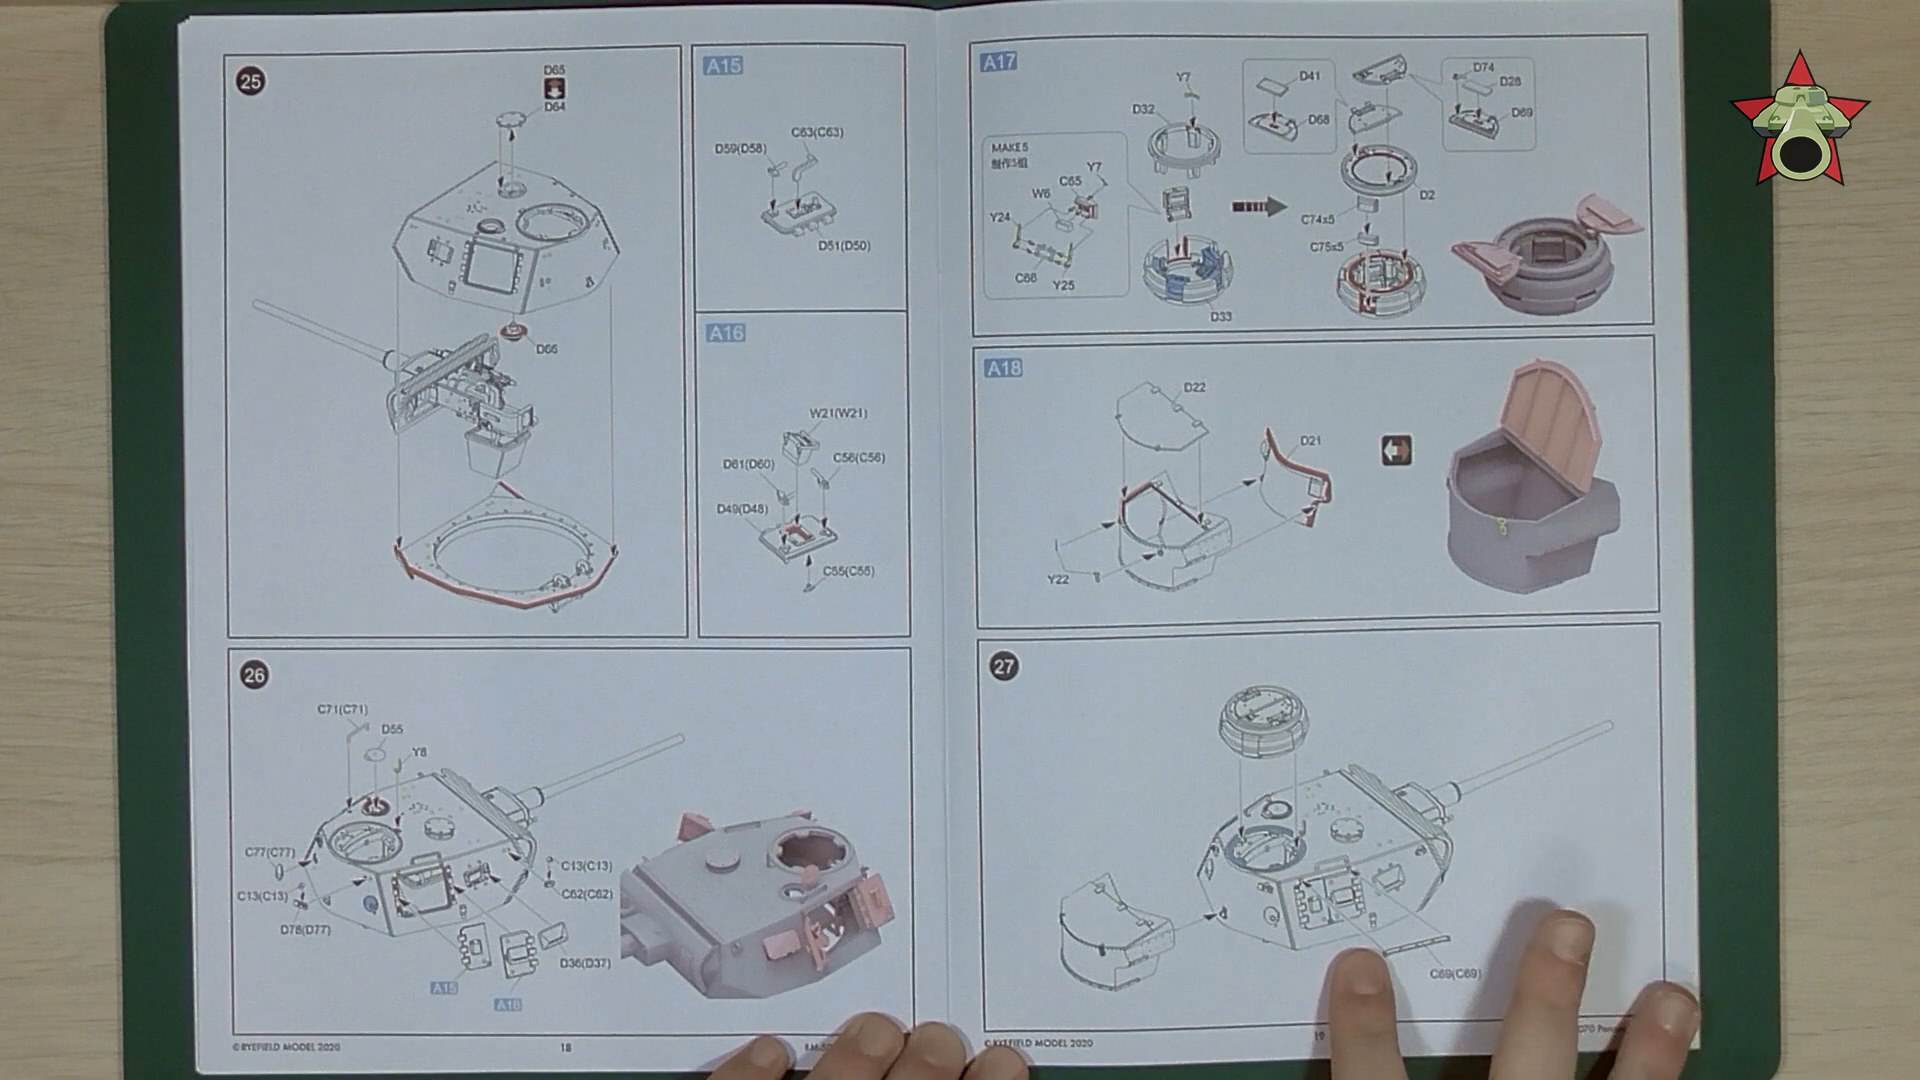 25
D65
D64
D66
A15
C63(C63)
D59(D58)
D51(D50)
A16
W21(W21)
D61(D60)
C56(C56)
D49(D48)
C55(C55)
26
C71(C71)
D55
Y8
C77(C77)
C13(C13)
D78(D77)
C13(C13)
C62(C62)
D36(D37)
A15
A16
©RYEFIELD MODEL 2020
18
A17
Y7
D32
D41
D68
D74
D28
D69
MAKE 5
制作5组
Y7
C65
W6
Y24
C66
Y25
D33
D2
C74x5
C75x5
A18
D22
D21
Y22
27
C69(C69)
©RYEFIELD MODEL 2020
19